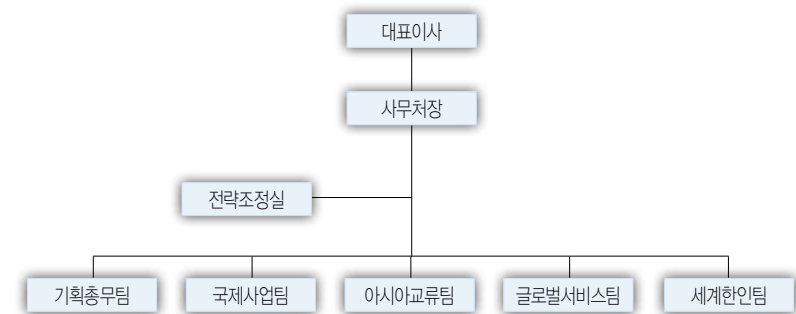 대표이사
사무처장
전략조정실
기획총무팀
국제사업팀
아시아교류팀
글로벌서비스팀
세계한인팀